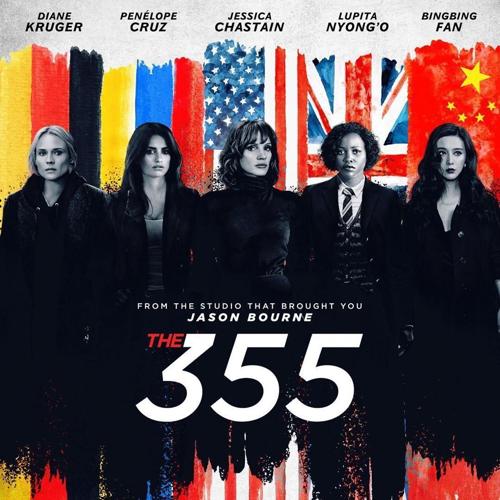 DIANE KRUGER
PENÉLOPE CRUZ
JESSICA CHASTAIN
LUPITA NYONG'O
BINGBING FAN
FROM THE STUDIO THAT BROUGHT YOU
JASON BOURNE
THE 355